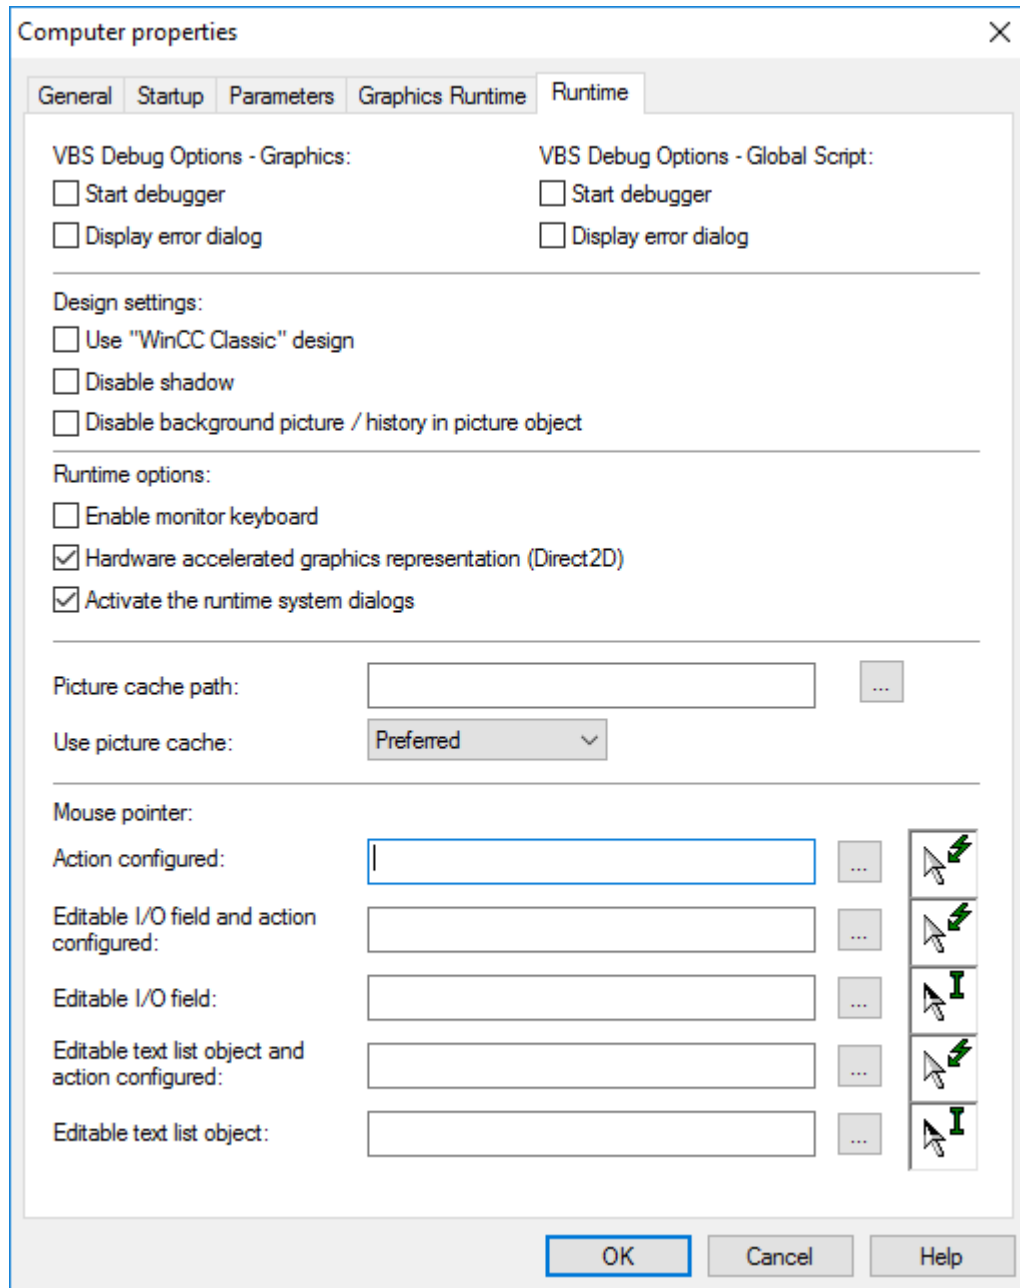 Computer properties
General Startup Parameters Graphics Runtime Runtime
VBS Debug Options - Graphics: VBS Debug Options - Global Script:
Start debugger Start debugger
Display error dialog Display error dialog
Design settings:
Use "WinCC Classic" design
Disable shadow
Disable background picture / history in picture object
Runtime options:
Enable monitor keyboard
Hardware accelerated graphics representation (Direct2D)
Activate the runtime system dialogs
Picture cache path: ...
Use picture cache: Preferred
Mouse pointer:
Action configured: ...
Editable I/O field and action
configured: ...
Editable I/O field: ...
Editable text list object and
action configured: ...
Editable text list object: ...
OK Cancel Help